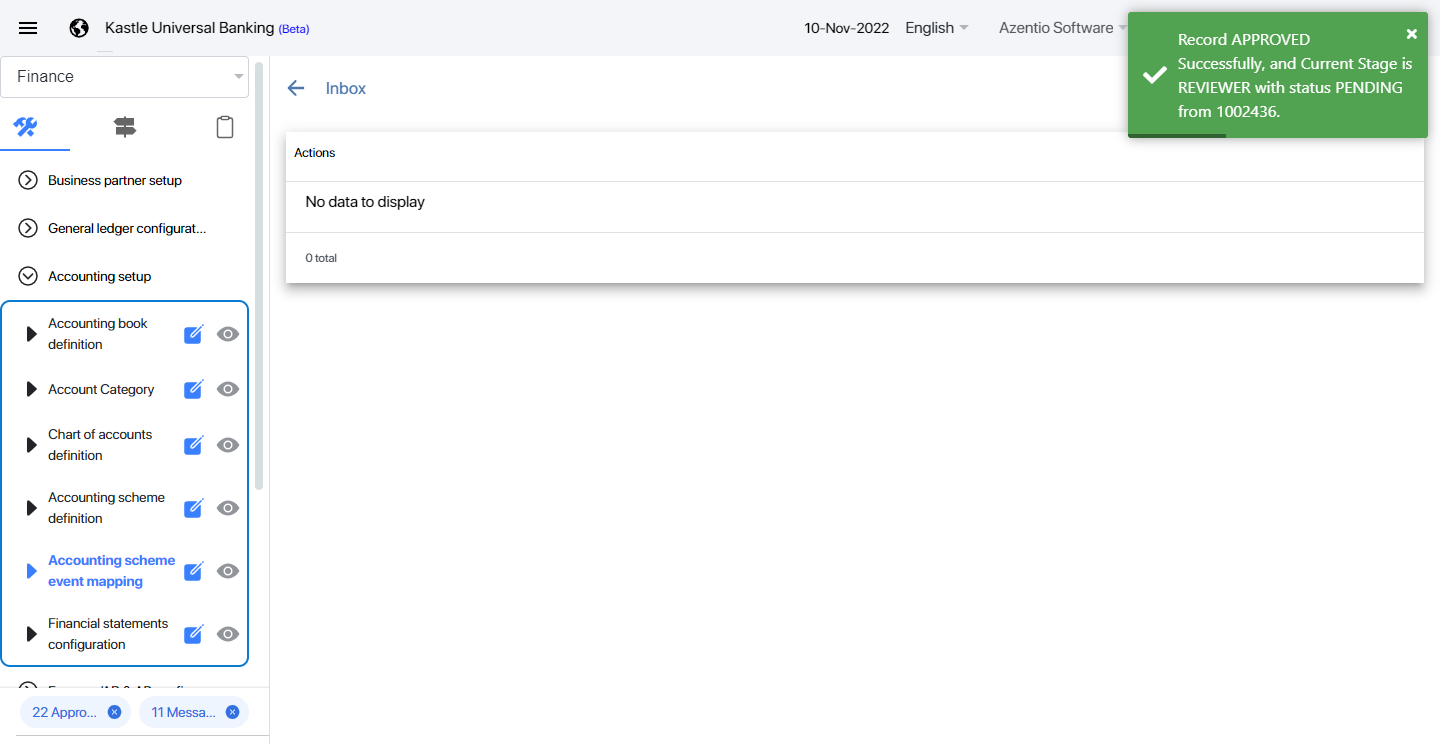 Kastle Universal Banking (Beta)
10-Nov-2022
English
Azentio Software
Record APPROVED
Successfully, and Current Stage is
REVIEWER with status PENDING
from 1002436.
Finance
Business partner setup
General ledger configurat...
Accounting setup
Accounting book
definition
Account Category
Chart of accounts
definition
Accounting scheme
definition
Accounting scheme
event mapping
Financial statements
configuration
22 Appro...
11 Messa...
Inbox
Actions
No data to display
0 total